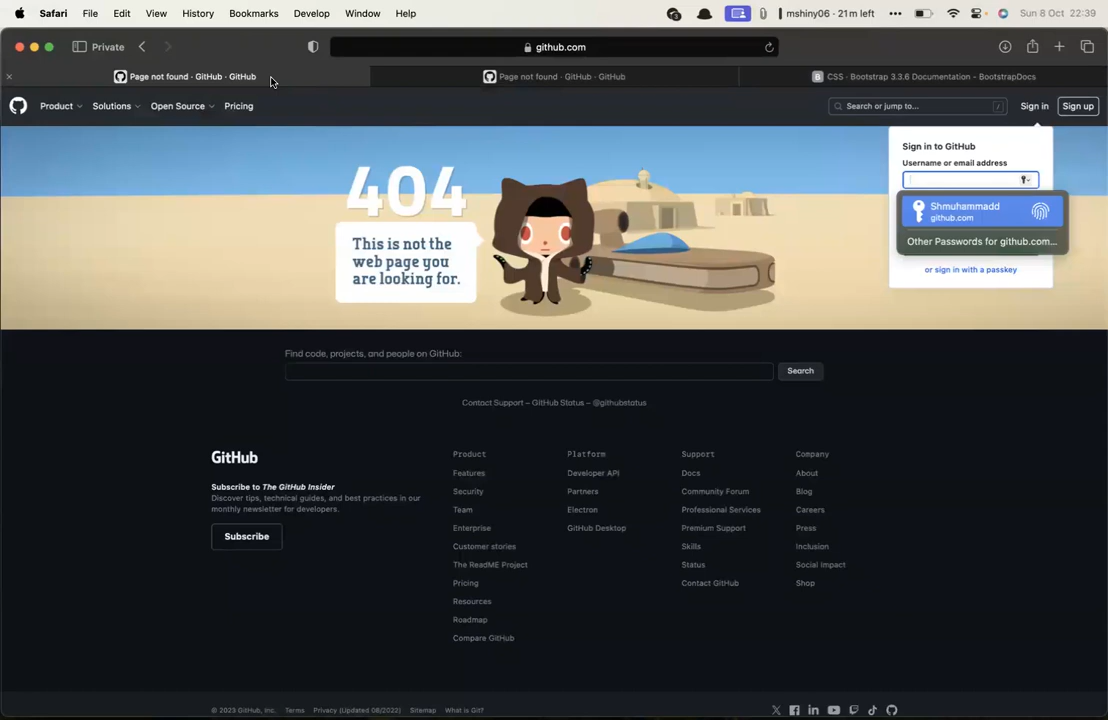 Safari File Edit View History Bookmarks Develop Window Help mshiny06 · 21 m left Sun 8 Oct 22:39
Private github.com
Page not found · GitHub · GitHub Page not found · GitHub · GitHub CSS · Bootstrap 3.3.6 Documentation - BootstrapDocs
Product Solutions Open Source Pricing Search or jump to... / Sign in Sign up
Sign in to GitHub
Username or email address
Shmuhammadd
github.com
Other Passwords for github.com...
or sign in with a passkey
404
This is not the
web page you
are looking for.
Find code, projects, and people on GitHub:
Search
Contact Support — GitHub Status — @githubstatus
GitHub
Subscribe to The GitHub Insider
Discover tips, technical guides, and best practices in our
monthly newsletter for developers.
Subscribe
Product
Features
Security
Team
Enterprise
Customer stories
The ReadME Project
Pricing
Resources
Roadmap
Compare GitHub
Platform
Developer API
Partners
Electron
GitHub Desktop
Support
Docs
Community Forum
Professional Services
Premium Support
Skills
Status
Contact GitHub
Company
About
Blog
Careers
Press
Inclusion
Social Impact
Shop
© 2023 GitHub, Inc. Terms Privacy (Updated 08/2022) Sitemap What is Git?